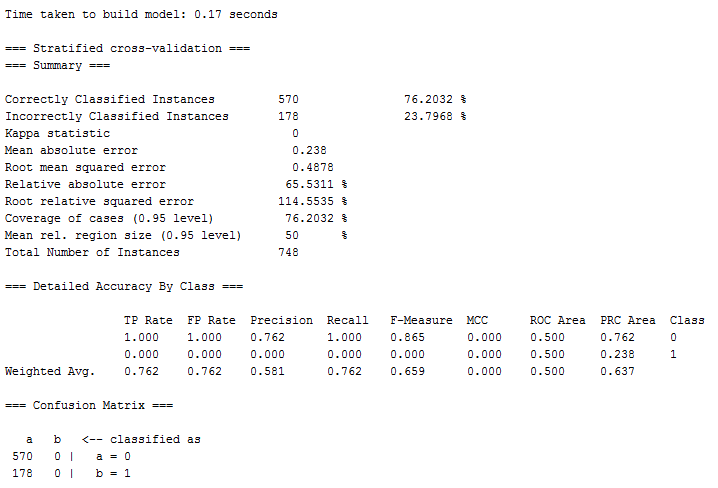 Time taken to build model: 0.17 seconds
=== Stratified cross-validation ===
=== Summary ===
Correctly Classified Instances         570               76.2032 %
Incorrectly Classified Instances       178               23.7968 %
Kappa statistic                          0
Mean absolute error                      0.238
Root mean squared error                  0.4878
Relative absolute error                 65.5311 %
Root relative squared error            114.5535 %
Coverage of cases (0.95 level)          76.2032 %
Mean rel. region size (0.95 level)      50      %
Total Number of Instances              748
=== Detailed Accuracy By Class ===
TP Rate  FP Rate  Precision  Recall   F-Measure  MCC      ROC Area  PRC Area  Class
1.000    1.000    0.762      1.000    0.865      0.000    0.500     0.762     0
0.000    0.000    0.000      0.000    0.000      0.000    0.500     0.238     1
Weighted Avg.    0.762    0.762    0.581      0.762    0.659      0.000    0.500     0.637
=== Confusion Matrix ===
a   b   <-- classified as
570   0 |   a = 0
178   0 |   b = 1